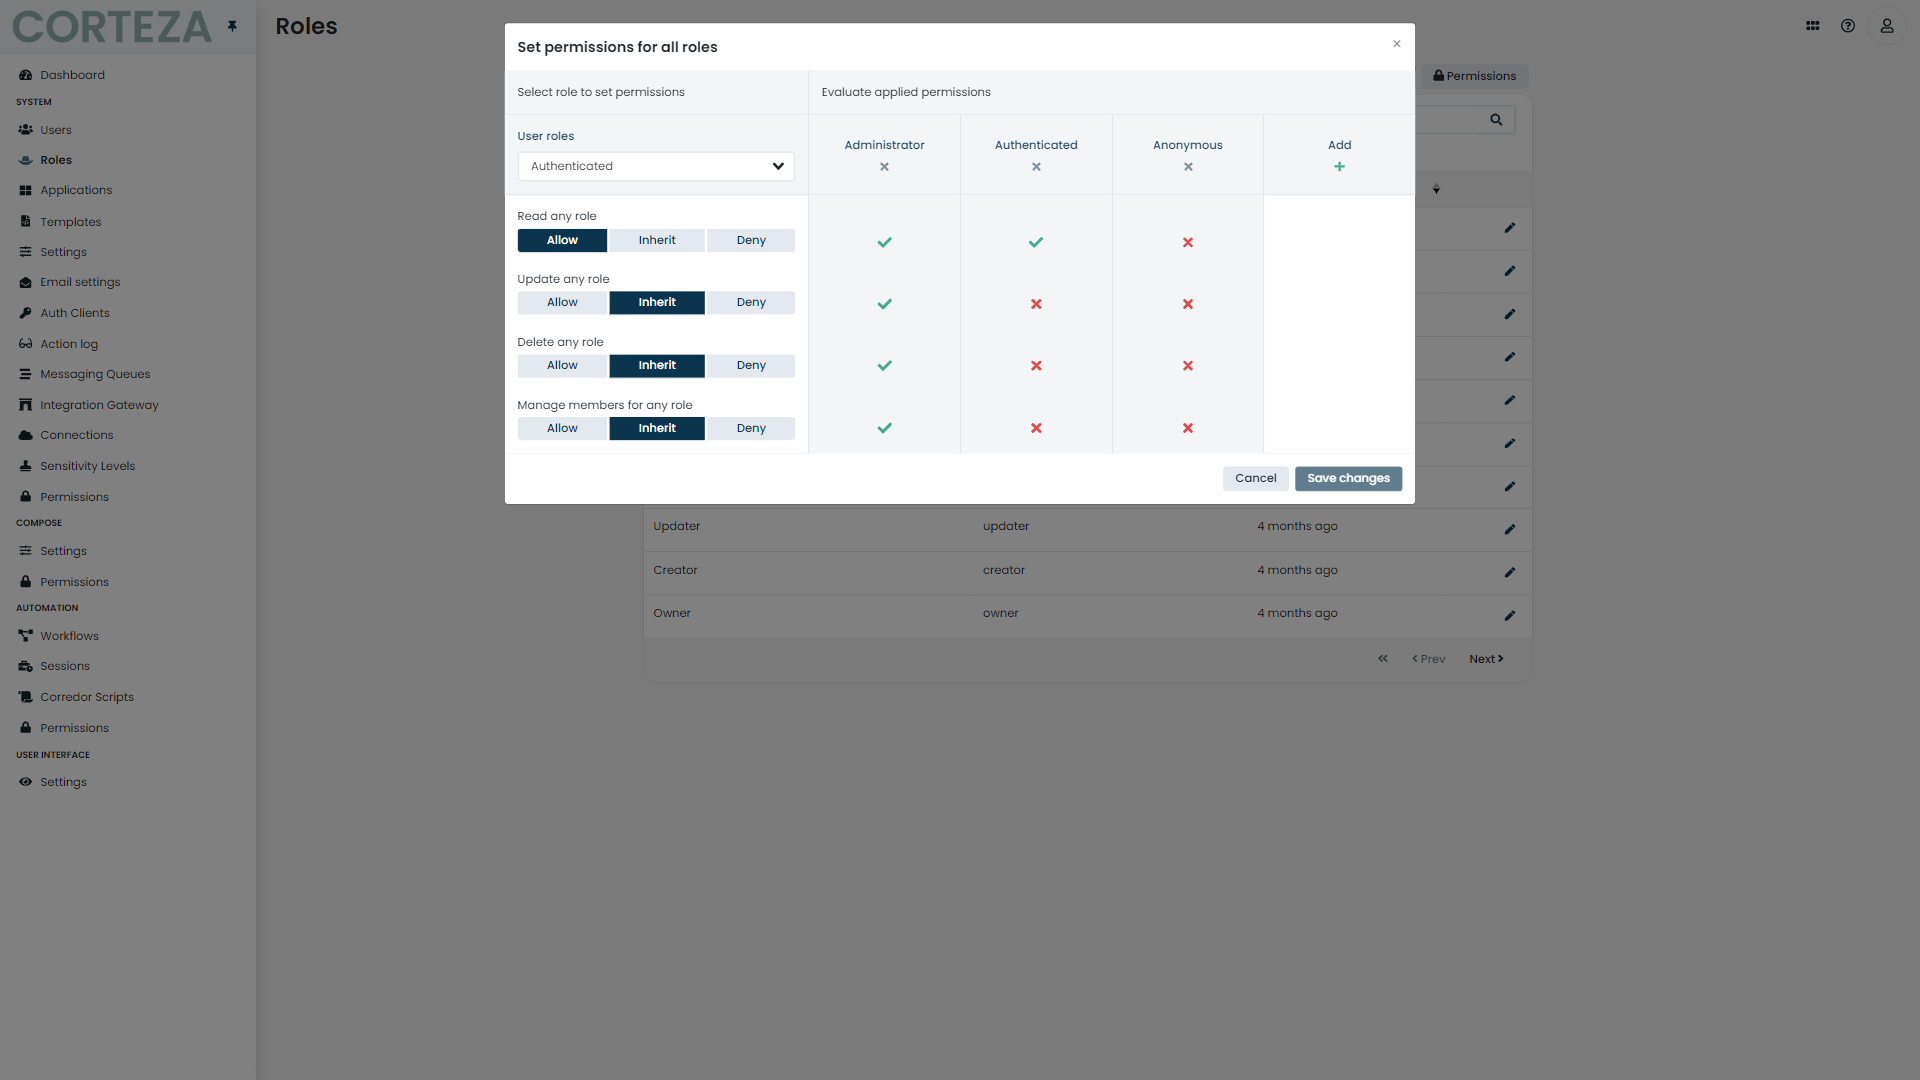 CORTEZA
Roles
Dashboard
SYSTEM
Users
Roles
Applications
Templates
Settings
Email settings
Auth Clients
Action log
Messaging Queues
Integration Gateway
Connections
Sensitivity Levels
Permissions
COMPOSE
Settings
Permissions
AUTOMATION
Workflows
Sessions
Corredor Scripts
Permissions
USER INTERFACE
Settings
Set permissions for all roles
Permissions
Select role to set permissions
Evaluate applied permissions
User roles
Authenticated
Administrator
Authenticated
Anonymous
Add
Read any role
Allow Inherit Deny
Update any role
Allow Inherit Deny
Delete any role
Allow Inherit Deny
Manage members for any role
Allow Inherit Deny
Cancel
Save changes
Updater updater 4 months ago
Creator creator 4 months ago
Owner owner 4 months ago
Prev
Next